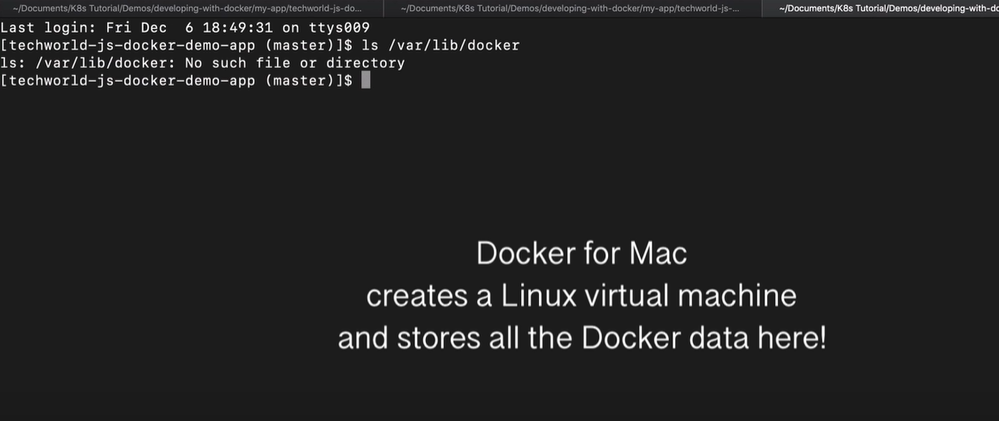 ~/Documents/K8s Tutorial/Demos/developing-with-docker/my-app/techworld-js-do...
~/Documents/K8s Tutorial/Demos/developing-with-docker/my-app/techworld-js-...
~/Documents/K8s Tutorial/Demos/developing-with-do
Last login: Fri Dec  6 18:49:31 on ttys009
[techworld-js-docker-demo-app (master)]$ ls /var/lib/docker
ls: /var/lib/docker: No such file or directory
[techworld-js-docker-demo-app (master)]$
Docker for Mac
creates a Linux virtual machine
and stores all the Docker data here!